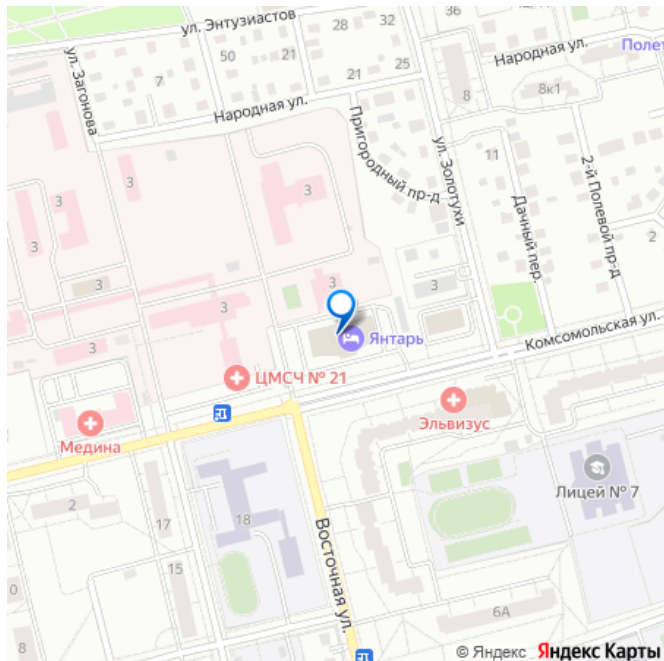 ул. Энтузиастов
36
32
28
28
21
50
7
21
25
ул. Загонова
Народная ул.
Народная ул.
Полет
8
8к1
Пригородный пр-д
ул. Золотухи
11
Дачный пер.
2-й Полевой пр-д
2
3
3
3
3
3
3
3
3
3
Янтарь
Комсомольская ул.
ЦМСЧ № 21
Медина
Эльвизус
Лицей № 7
2
17
18
15
Восточная ул.
6А
8
© Яндекс Яндекс Карты